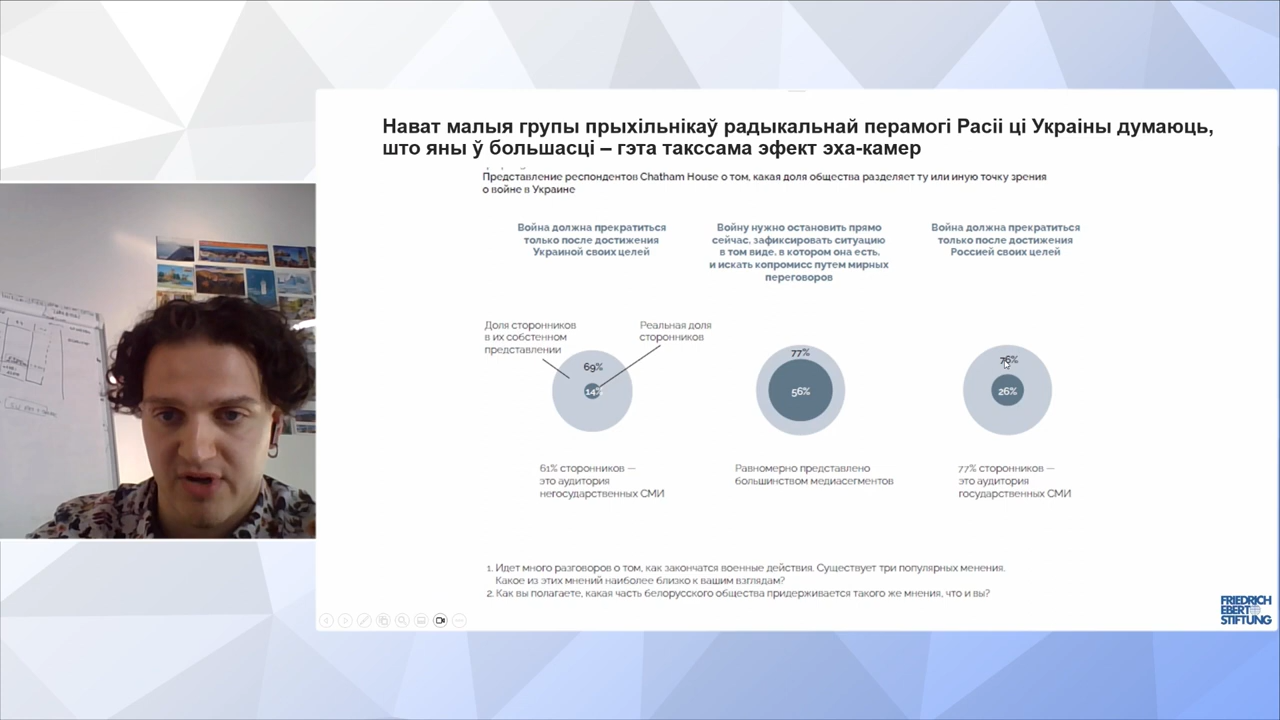 Нават малыя групы прыхільнікаў радыкальнай перамогі Расіі ці Украіны думаюць,
што яны ў большасці – гэта такссама эфект эха-камер
Представление респондентов Chatham House о том, какая доля общества разделяет ту или иную точку зрения
о войне в Украине
Война должна прекратиться
только после достижения
Украиной своих целей
Войну нужно остановить прямо
сейчас, зафиксировать ситуацию
в том виде, в котором она есть,
и искать копромисс путем мирных
переговоров
Война должна прекратиться
только после достижения
Россией своих целей
Доля сторонников
в их собстенном
представлении
Реальная доля
сторонников
69%
14%
77%
56%
76%
26%
61% сторонников —
это аудитория
негосударственных СМИ
Равномерно представлено
большинством медиасегментов
77% сторонников —
это аудитория
государственных СМИ
1. Идет много разговоров о том, как закончатся военные действия. Существует три популярных менения.
Какое из этих мнений наиболее близко к вашим взглядам?
2. Как вы полагаете, какая часть белорусского общества придерживается такого же мнения, что и вы?
FRIEDRICH
EBERT
STIFTUNG